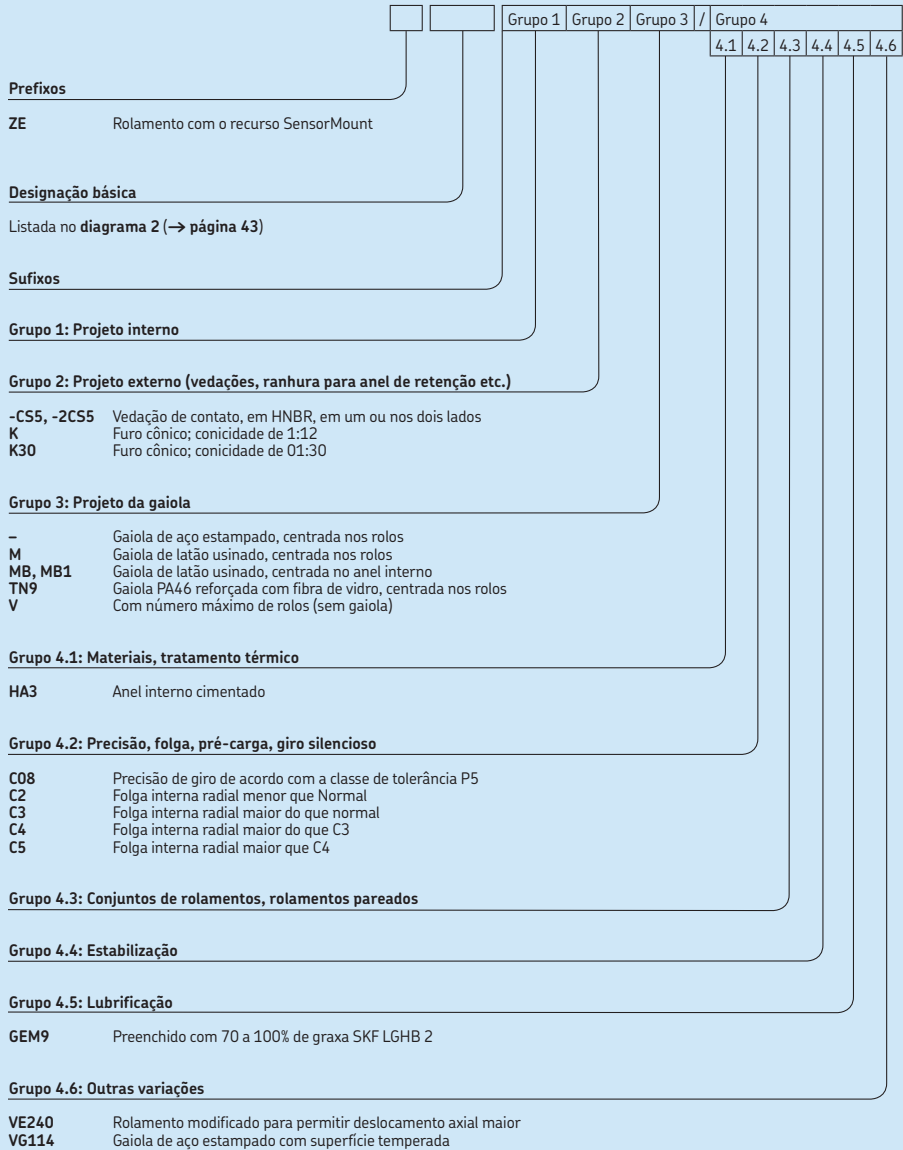 Grupo 1 Grupo 2 Grupo 3 / Grupo 4
4.1 4.2 4.3 4.4 4.5 4.6
Prefixos
ZE Rolamento com o recurso SensorMount
Designação básica
Listada no diagrama 2 (→ página 43)
Sufixos
Grupo 1: Projeto interno
Grupo 2: Projeto externo (vedações, ranhura para anel de retenção etc.)
-CS5, -2CS5 Vedação de contato, em HNBR, em um ou nos dois lados
K Furo cônico; conicidade de 1:12
K30 Furo cônico; conicidade de 01:30
Grupo 3: Projeto da gaiola
– Gaiola de aço estampado, centrada nos rolos
M Gaiola de latão usinado, centrada nos rolos
MB, MB1 Gaiola de latão usinado, centrada no anel interno
TN9 Gaiola PA46 reforçada com fibra de vidro, centrada nos rolos
V Com número máximo de rolos (sem gaiola)
Grupo 4.1: Materiais, tratamento térmico
HA3 Anel interno cimentado
Grupo 4.2: Precisão, folga, pré-carga, giro silencioso
C08 Precisão de giro de acordo com a classe de tolerância P5
C2 Folga interna radial menor que Normal
C3 Folga interna radial maior do que normal
C4 Folga interna radial maior do que C3
C5 Folga interna radial maior que C4
Grupo 4.3: Conjuntos de rolamentos, rolamentos pareados
Grupo 4.4: Estabilização
Grupo 4.5: Lubrificação
GEM9 Preenchido com 70 a 100% de graxa SKF LGHB 2
Grupo 4.6: Outras variações
VE240 Rolamento modificado para permitir deslocamento axial maior
VG114 Gaiola de aço estampado com superfície temperada